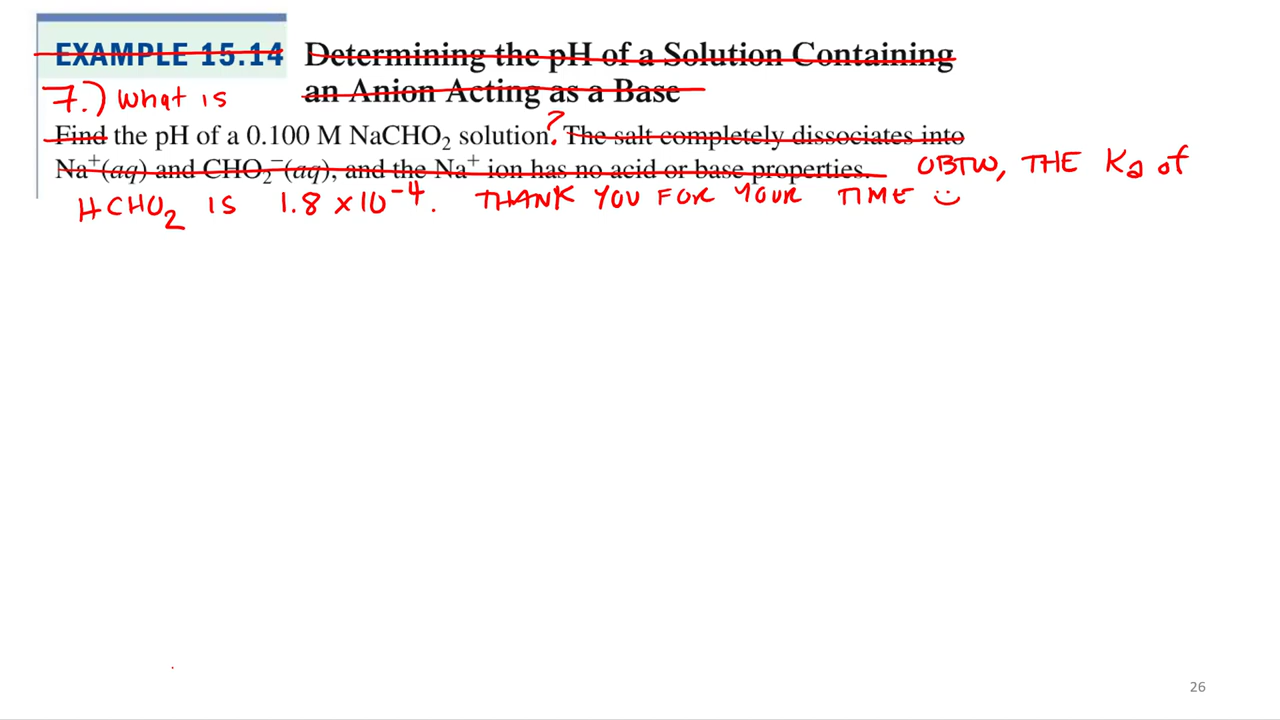 EXAMPLE 15.14 Determining the pH of a Solution Containing
an Anion Acting as a Base
7.) What is
Find the pH of a 0.100 M NaCHO₂ solution.? The salt completely dissociates into
Na⁺(aq) and CHO₂⁻(aq), and the Na⁺ ion has no acid or base properties. OBTW, THE Ka of
HCHO₂ IS 1.8 × 10⁻⁴. THANK YOU FOR YOUR TIME
26